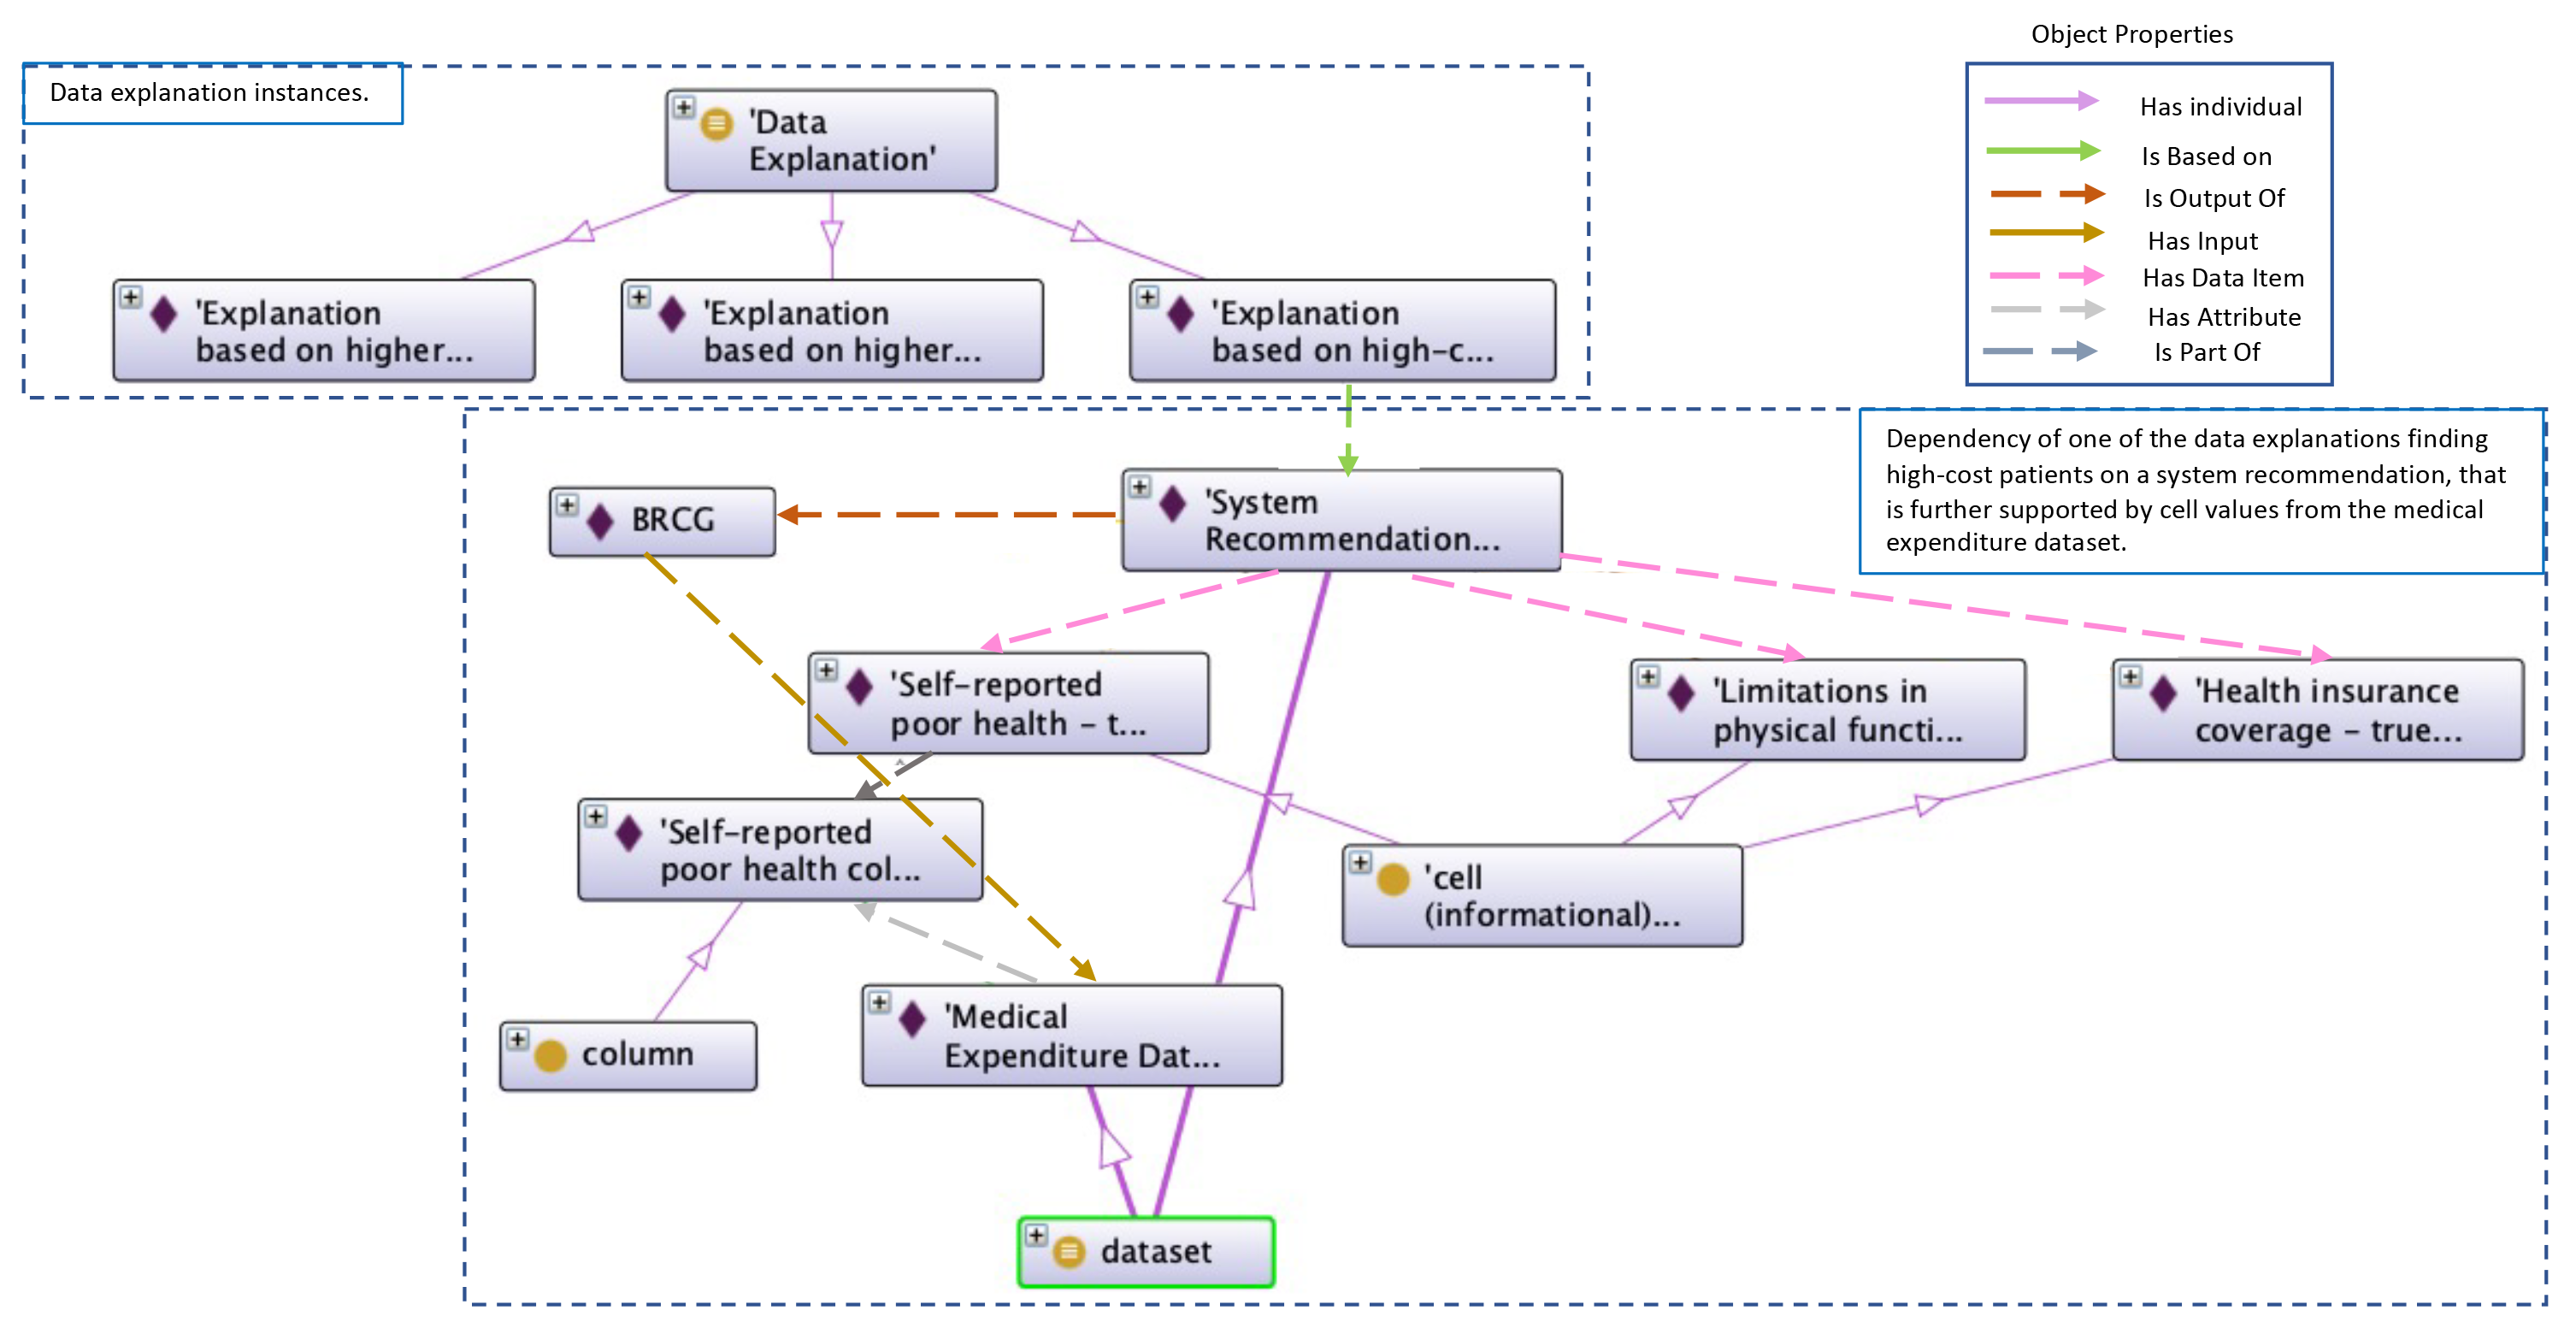 Object Properties
Data explanation instances.
Has individual
Is Based on
Is Output Of
Has Input
Has Data Item
Has Attribute
Is Part Of
'Data
Explanation'
'Explanation
based on higher...
'Explanation
based on higher...
'Explanation
based on high-c...
Dependency of one of the data explanations finding
high-cost patients on a system recommendation, that
is further supported by cell values from the medical
expenditure dataset.
BRCG
'System
Recommendation...
'Self-reported
poor health - t...
'Limitations in
physical functi...
'Health insurance
coverage - true...
'Self-reported
poor health col...
'cell
(informational)...
column
'Medical
Expenditure Dat...
dataset